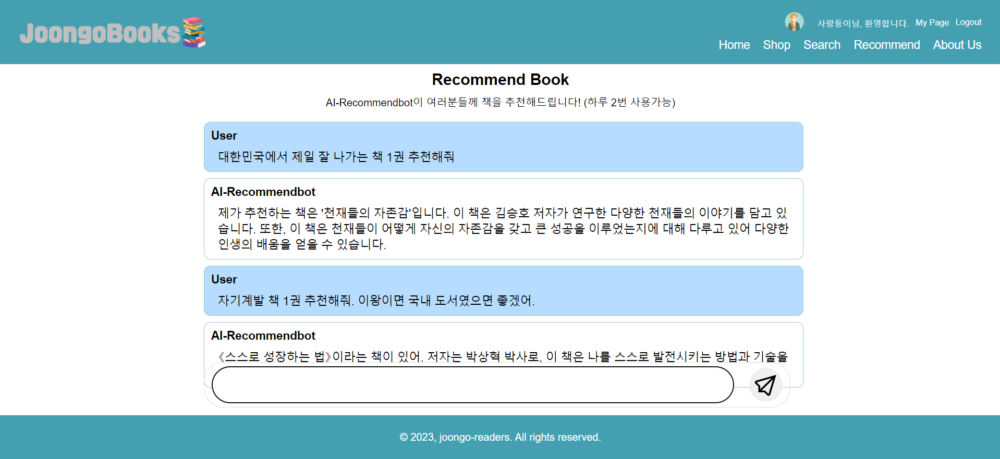 JoongoBooks
사랑둥이님, 환영합니다. My Page Logout
Home Shop Search Recommend About Us
Recommend Book
AI-Recommendbot이 여러분들께 책을 추천해드립니다! (하루 2번 사용가능)
User
대한민국에서 제일 잘 나가는 책 1권 추천해줘
AI-Recommendbot
제가 추천하는 책은 '천재들의 자존감'입니다. 이 책은 김승호 저자가 연구한 다양한 천재들의 이야기를 담고 있
습니다. 또한, 이 책은 천재들이 어떻게 자신의 자존감을 갖고 큰 성공을 이루었는지에 대해 다루고 있어 다양한
인생의 배움을 얻을 수 있습니다.
User
자기계발 책 1권 추천해줘. 이왕이면 국내 도서였으면 좋겠어.
AI-Recommendbot
《스스로 성장하는 법》이라는 책이 있어. 저자는 박상혁 박사로, 이 책은 나를 스스로 발전시키는 방법과 기술을
© 2023, joongo-readers. All rights reserved.